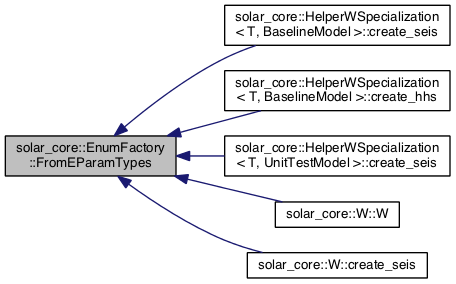 solar_core::HelperWSpecialization
< T, BaselineModel >::create_seis
solar_core::HelperWSpecialization
< T, BaselineModel >::create_hhs
solar_core::EnumFactory
::FromEParamTypes
solar_core::HelperWSpecialization
< T, UnitTestModel >::create_seis
solar_core::W::W
solar_core::W::create_seis